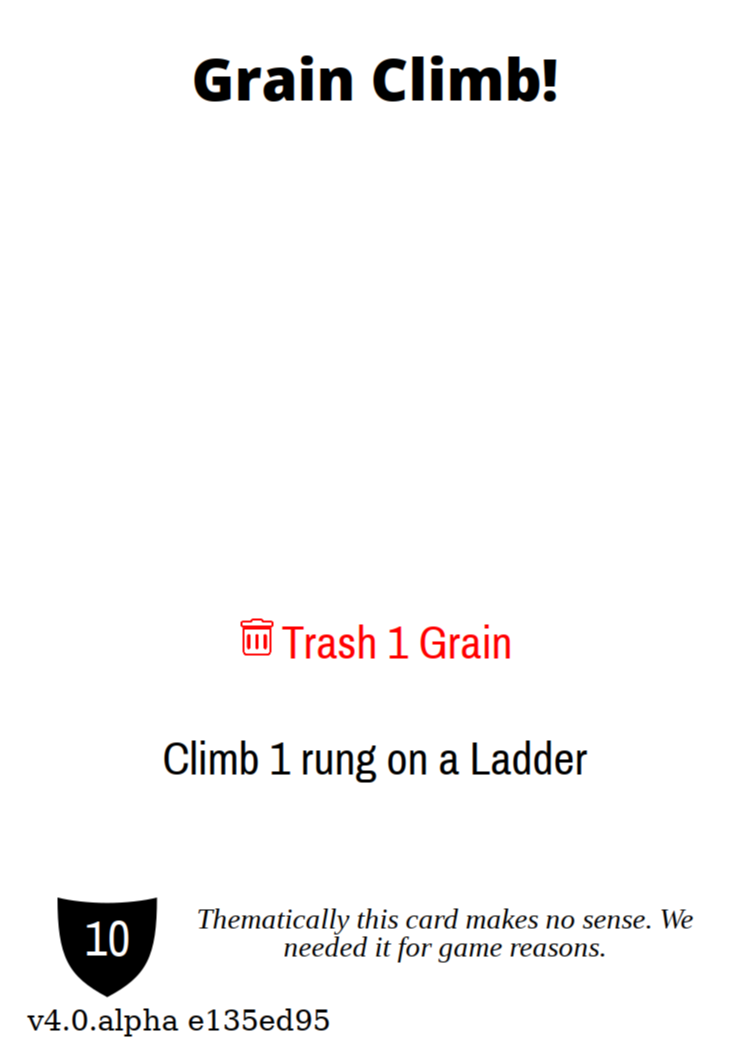 Grain Climb!
Trash 1 Grain
Climb 1 rung on a Ladder
10
Thematically this card makes no sense. We
needed it for game reasons.
v4.0.alpha e135ed95